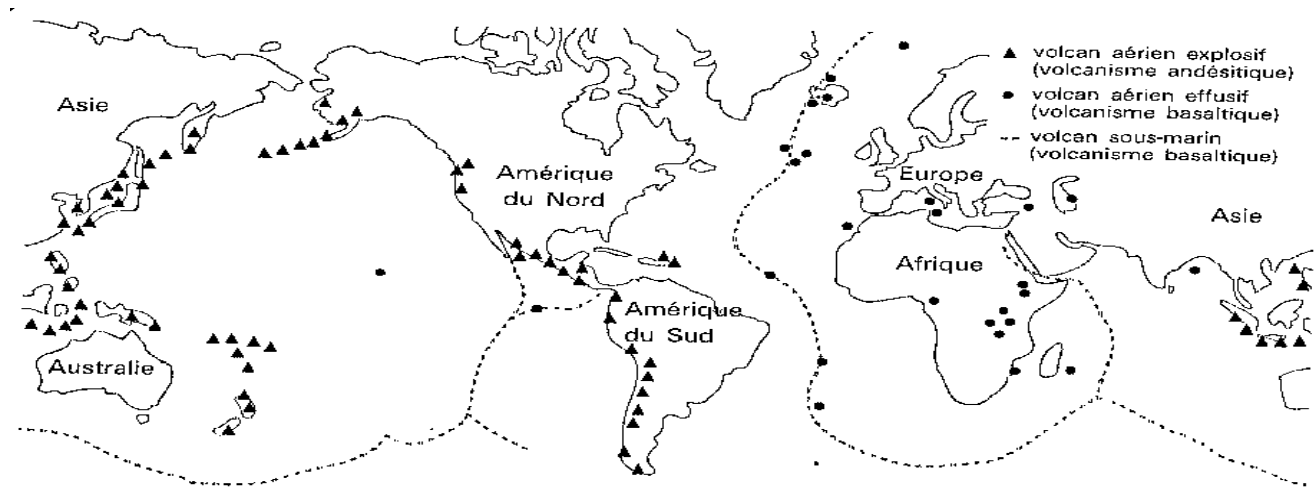 volcan aérien explosif
(volcanisme andésitique)
volcan aérien effusif
(volcanisme basaltique)
volcan sous-marin
(volcanisme basaltique)
Asie
Amérique
du Nord
Europe
Asie
Afrique
Amérique
du Sud
Australie